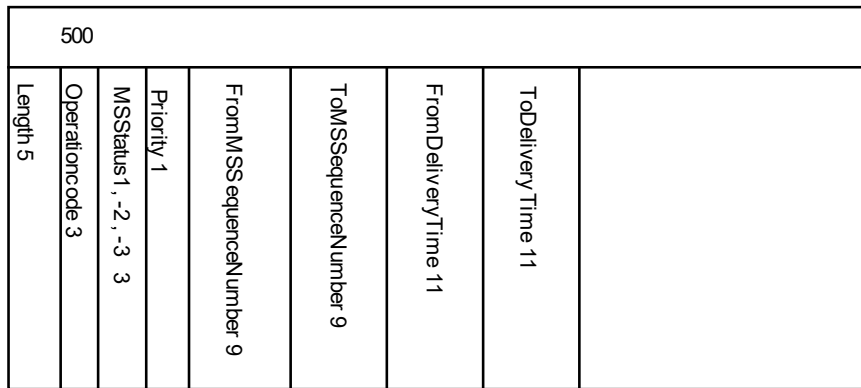 500
Length 5
Operationcode 3
MSStatus1, -2, -3 3
Priority 1
FromMSSequenceNumber 9
ToMSSequenceNumber 9
FromDeliveryTime 11
ToDeliveryTime 11